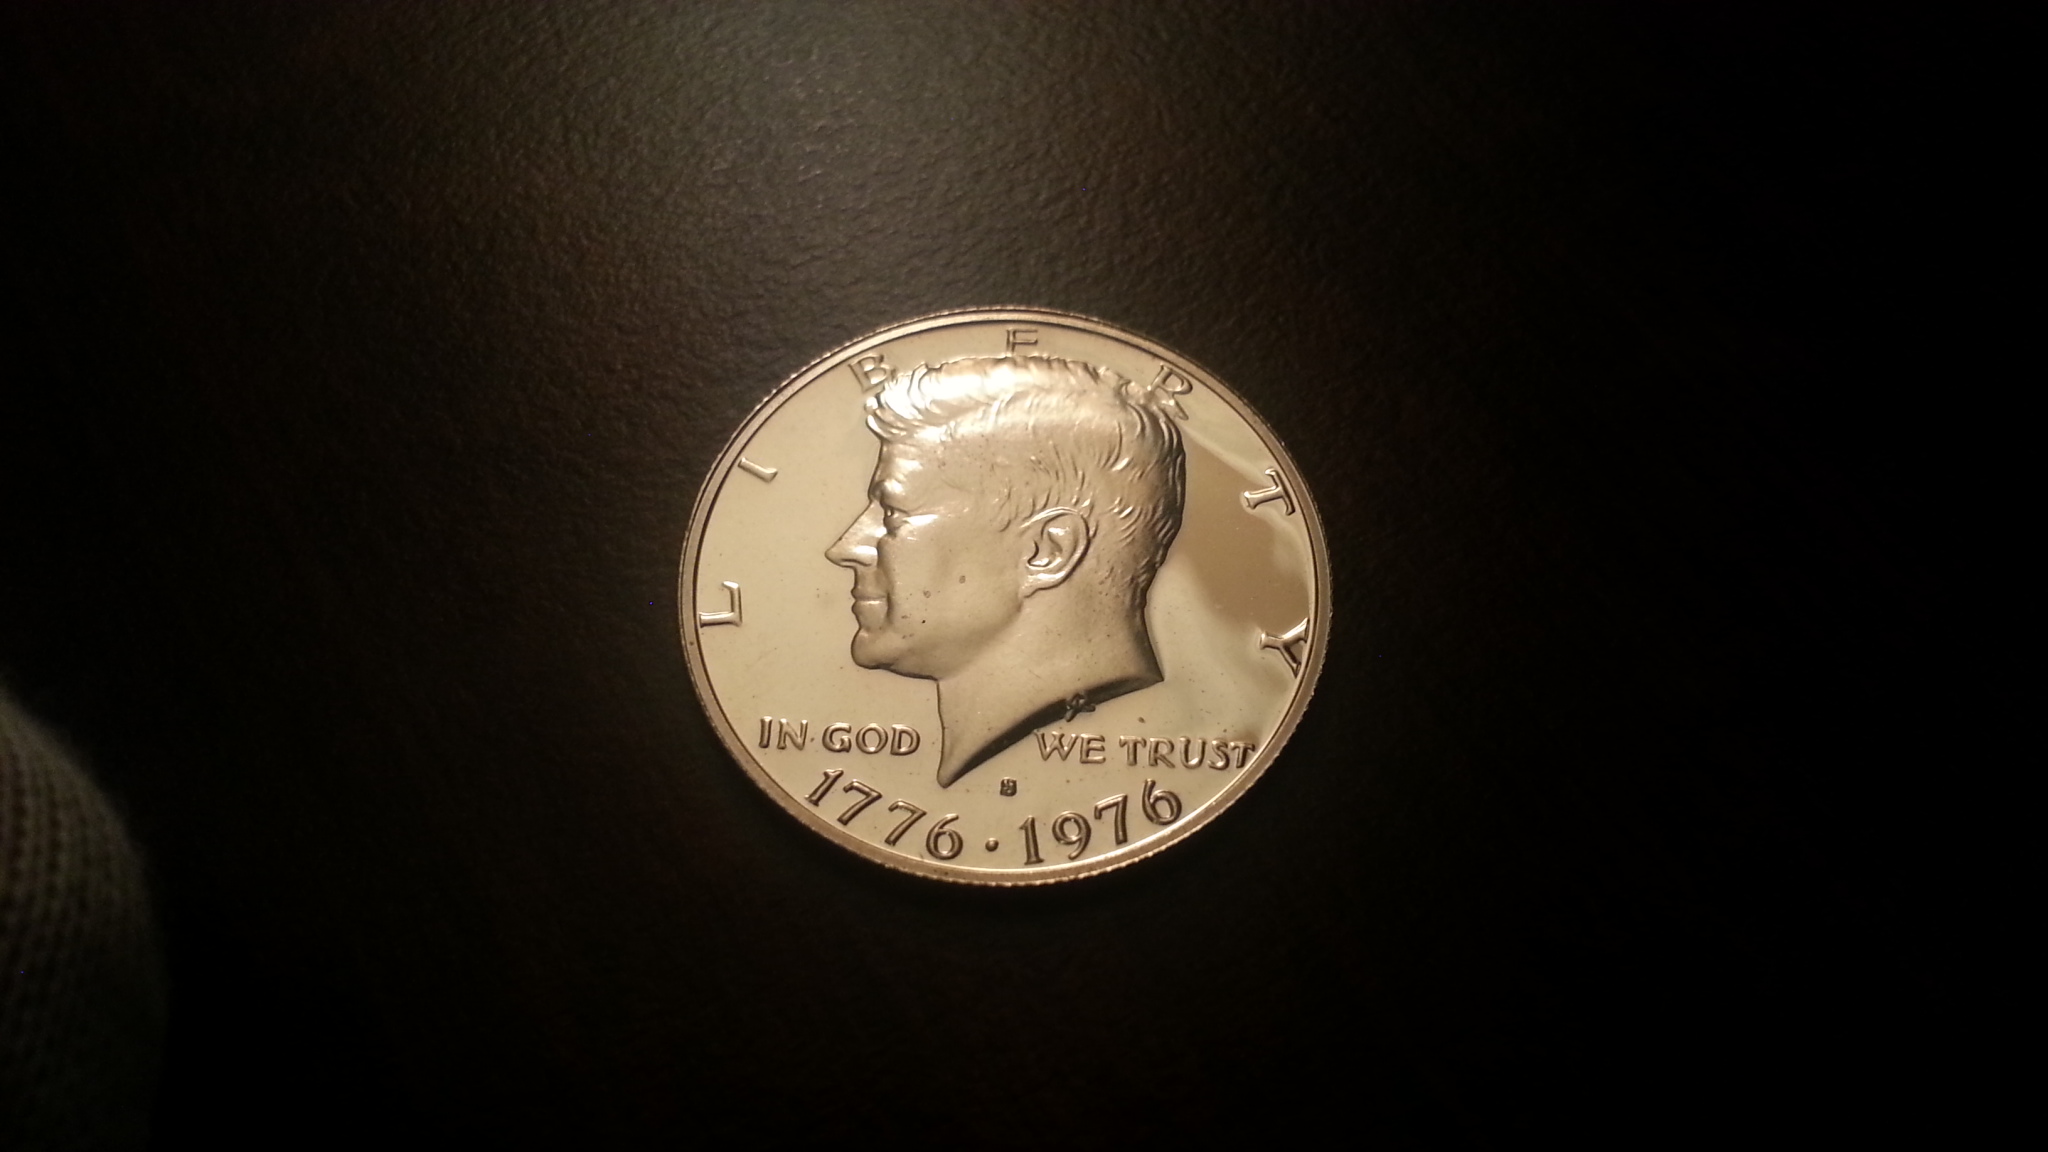 LIBERTY
IN GOD WE TRUST
S
1776 · 1976